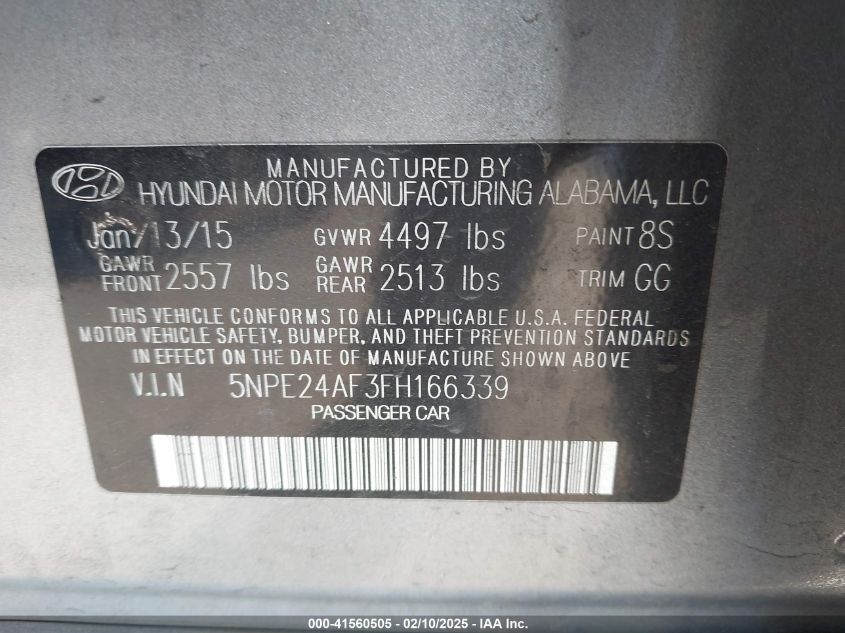 MANUFACTURED BY
HYUNDAI MOTOR MANUFACTURING ALABAMA, LLC
Jan/13/15 GVWR 4497 lbs PAINT 8S
GAWR FRONT 2557 lbs GAWR REAR 2513 lbs TRIM GG
THIS VEHICLE CONFORMS TO ALL APPLICABLE U.S.A. FEDERAL
MOTOR VEHICLE SAFETY, BUMPER, AND THEFT PREVENTION STANDARDS
IN EFFECT ON THE DATE OF MANUFACTURE SHOWN ABOVE
V.I.N 5NPE24AF3FH166339
PASSENGER CAR
000-41560505 - 02/10/2025 - IAA Inc.